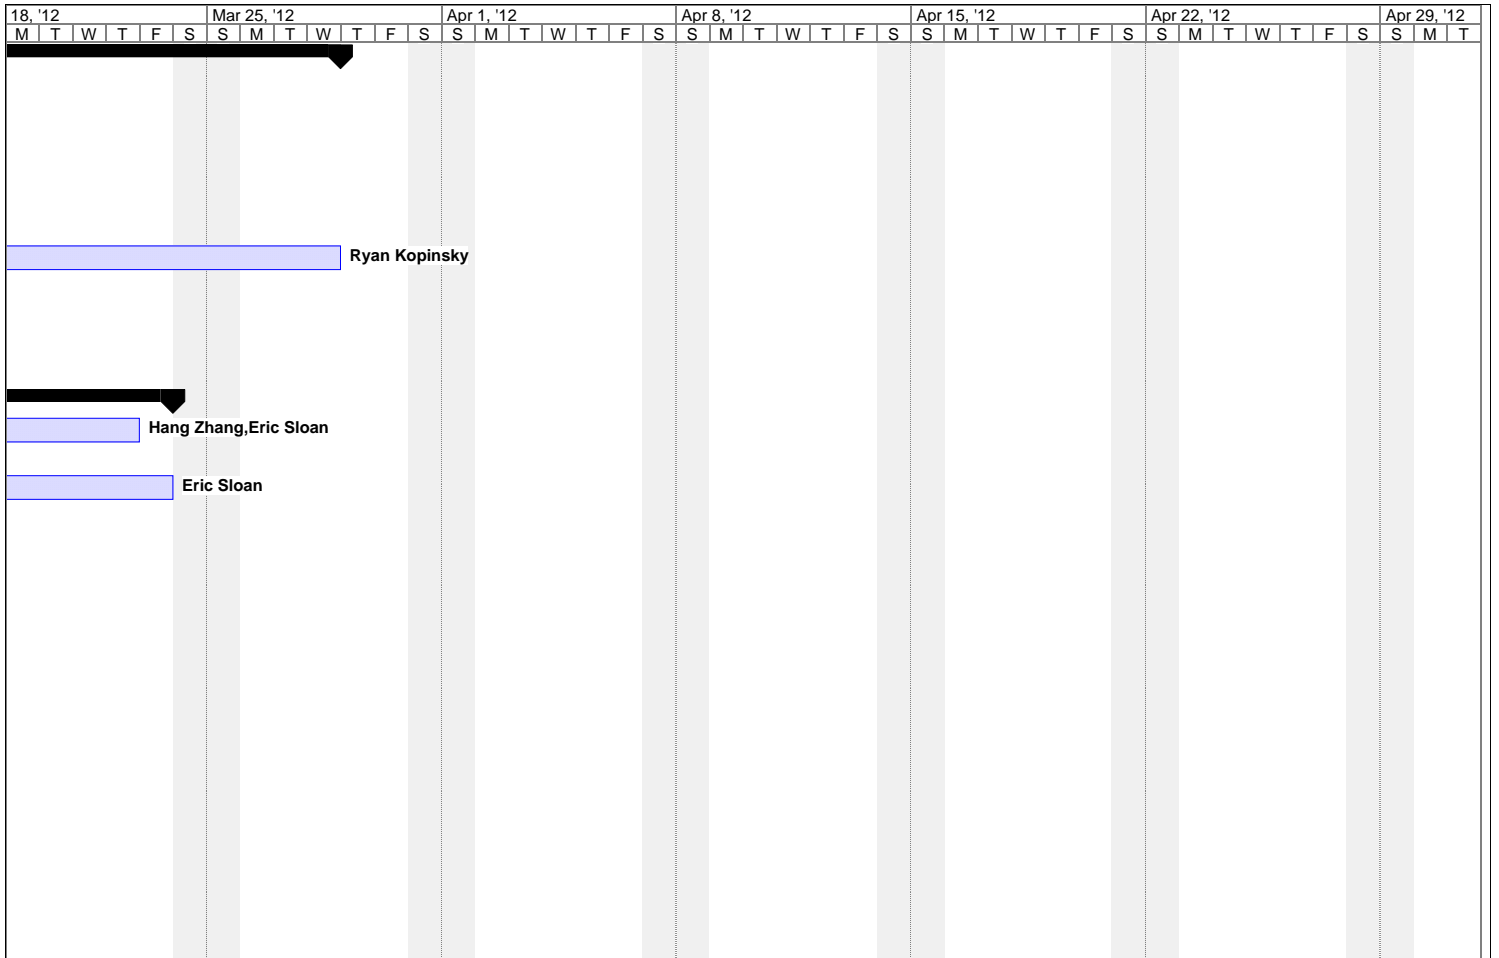 18, '12 Mar 25, '12 Apr 1, '12 Apr 8, '12 Apr 15, '12 Apr 22, '12 Apr 29, '12
M T W T F S S M T W T F S S M T W T F S S M T W T F S S M T W T F S S M T W T F S S M T
Ryan Kopinsky
Hang Zhang,Eric Sloan
Eric Sloan